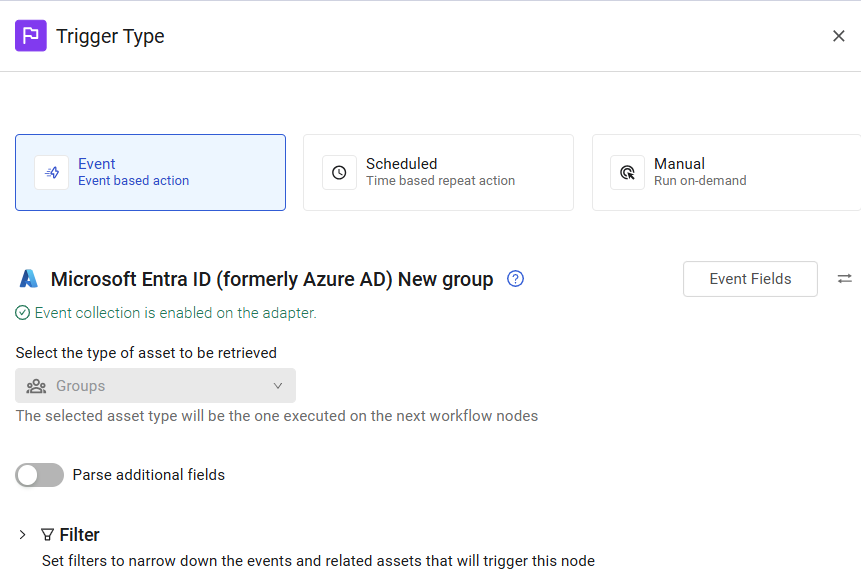 Trigger Type
Event
Event based action
Scheduled
Time based repeat action
Manual
Run on-demand
Microsoft Entra ID (formerly Azure AD) New group
Event Fields
Event collection is enabled on the adapter.
Select the type of asset to be retrieved
Groups
The selected asset type will be the one executed on the next workflow nodes
Parse additional fields
Filter
Set filters to narrow down the events and related assets that will trigger this node